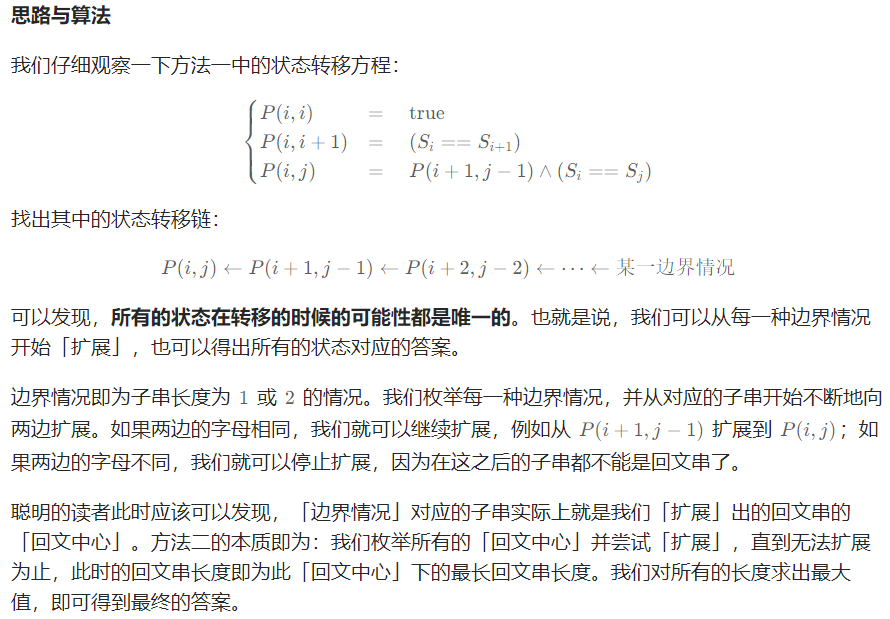 思路与算法
我们仔细观察一下方法一中的状态转移方程：
P(i, i) = true
P(i, i + 1) = (S_i == S_{i+1})
P(i, j) = P(i + 1, j − 1) ∧ (S_i == S_j)
找出其中的状态转移链：
P(i, j) ← P(i + 1, j − 1) ← P(i + 2, j − 2) ← ⋯ ← 某一边界情况
可以发现，所有的状态在转移的时候的可能性都是唯一的。也就是说，我们可以从每一种边界情况
开始「扩展」，也可以得出所有的状态对应的答案。
边界情况即为子串长度为 1 或 2 的情况。我们枚举每一种边界情况，并从对应的子串开始不断地向
两边扩展。如果两边的字母相同，我们就可以继续扩展，例如从 P(i + 1, j − 1) 扩展到 P(i, j)；如
果两边的字母不同，我们就可以停止扩展，因为在这之后的子串都不能是回文串了。
聪明的读者此时应该可以发现，「边界情况」对应的子串实际上就是我们「扩展」出的回文串的
「回文中心」。方法二的本质即为：我们枚举所有的「回文中心」并尝试「扩展」，直到无法扩展
为止，此时的回文串长度即为此「回文中心」下的最长回文串长度。我们对所有的长度求出最大
值，即可得到最终的答案。